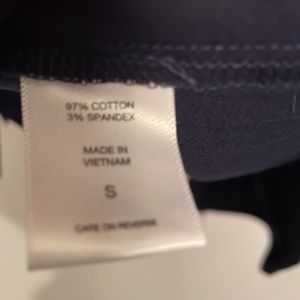 97% COTTON
3% SPANDEX
MADE IN
VIETNAM
S
CARE ON REVERSE